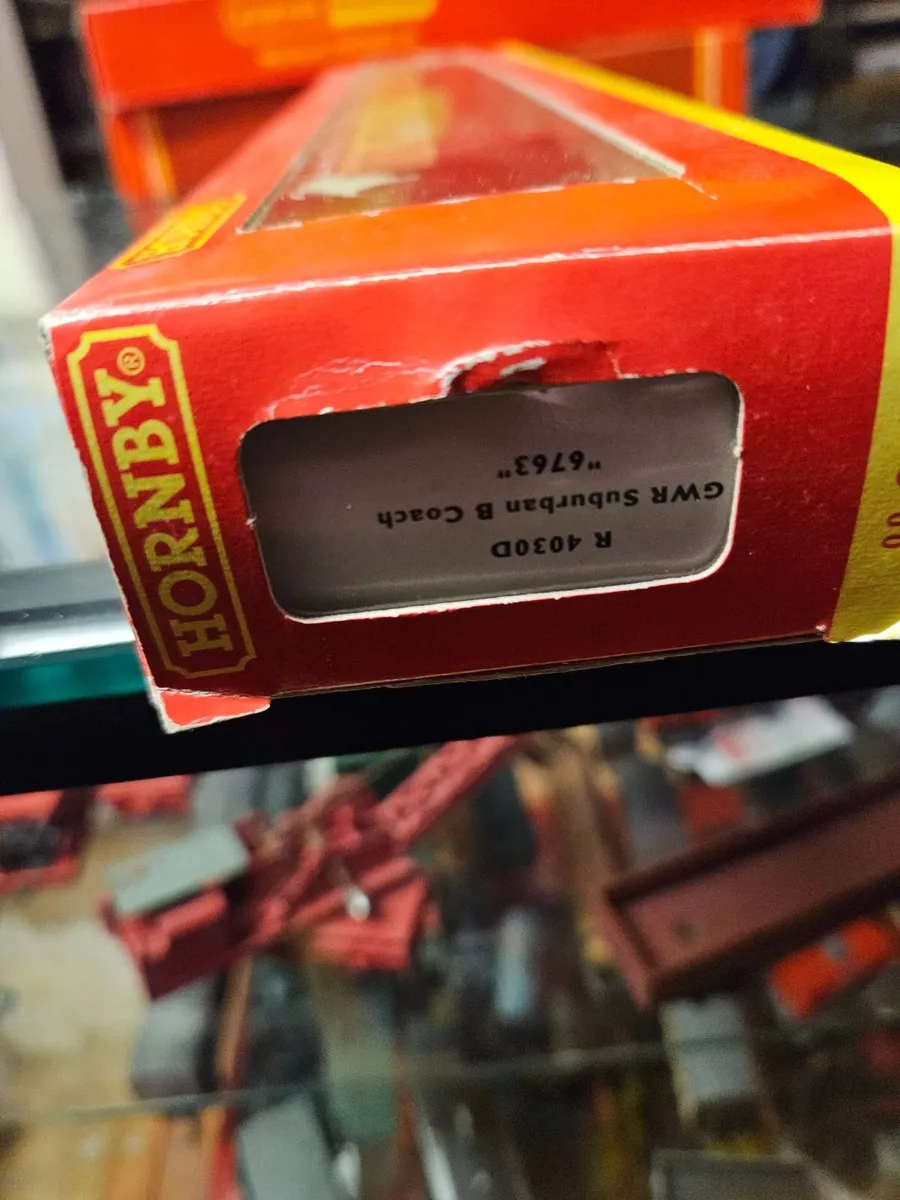 HORNBY®
R 4030D
GWR Suburban B Coach
"6763"